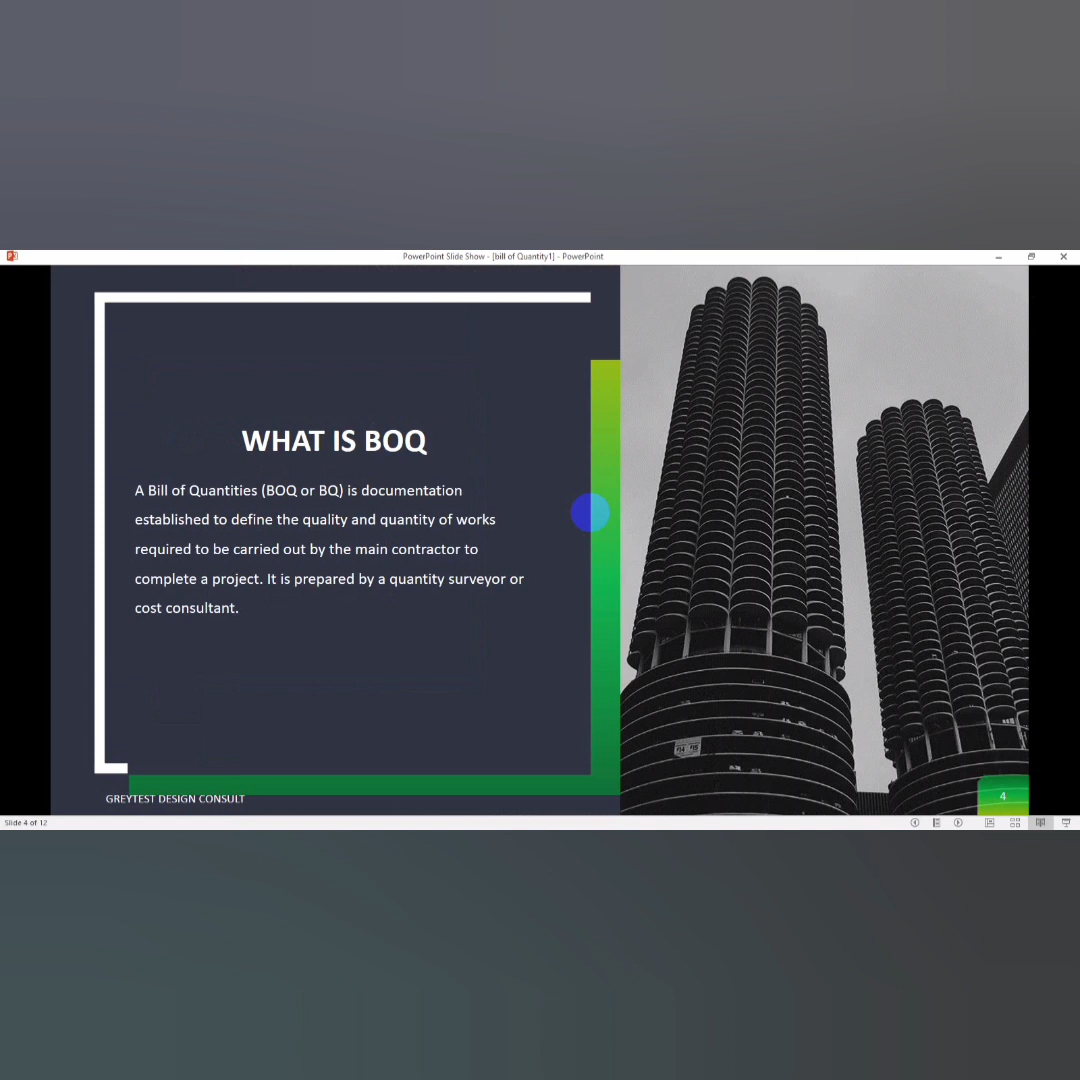 PowerPoint Slide Show - [bill of Quantity1] - PowerPoint
WHAT IS BOQ
A Bill of Quantities (BOQ or BQ) is documentation
established to define the quality and quantity of works
required to be carried out by the main contractor to
complete a project. It is prepared by a quantity surveyor or
cost consultant.
GREYTEST DESIGN CONSULT
4
Slide 4 of 12